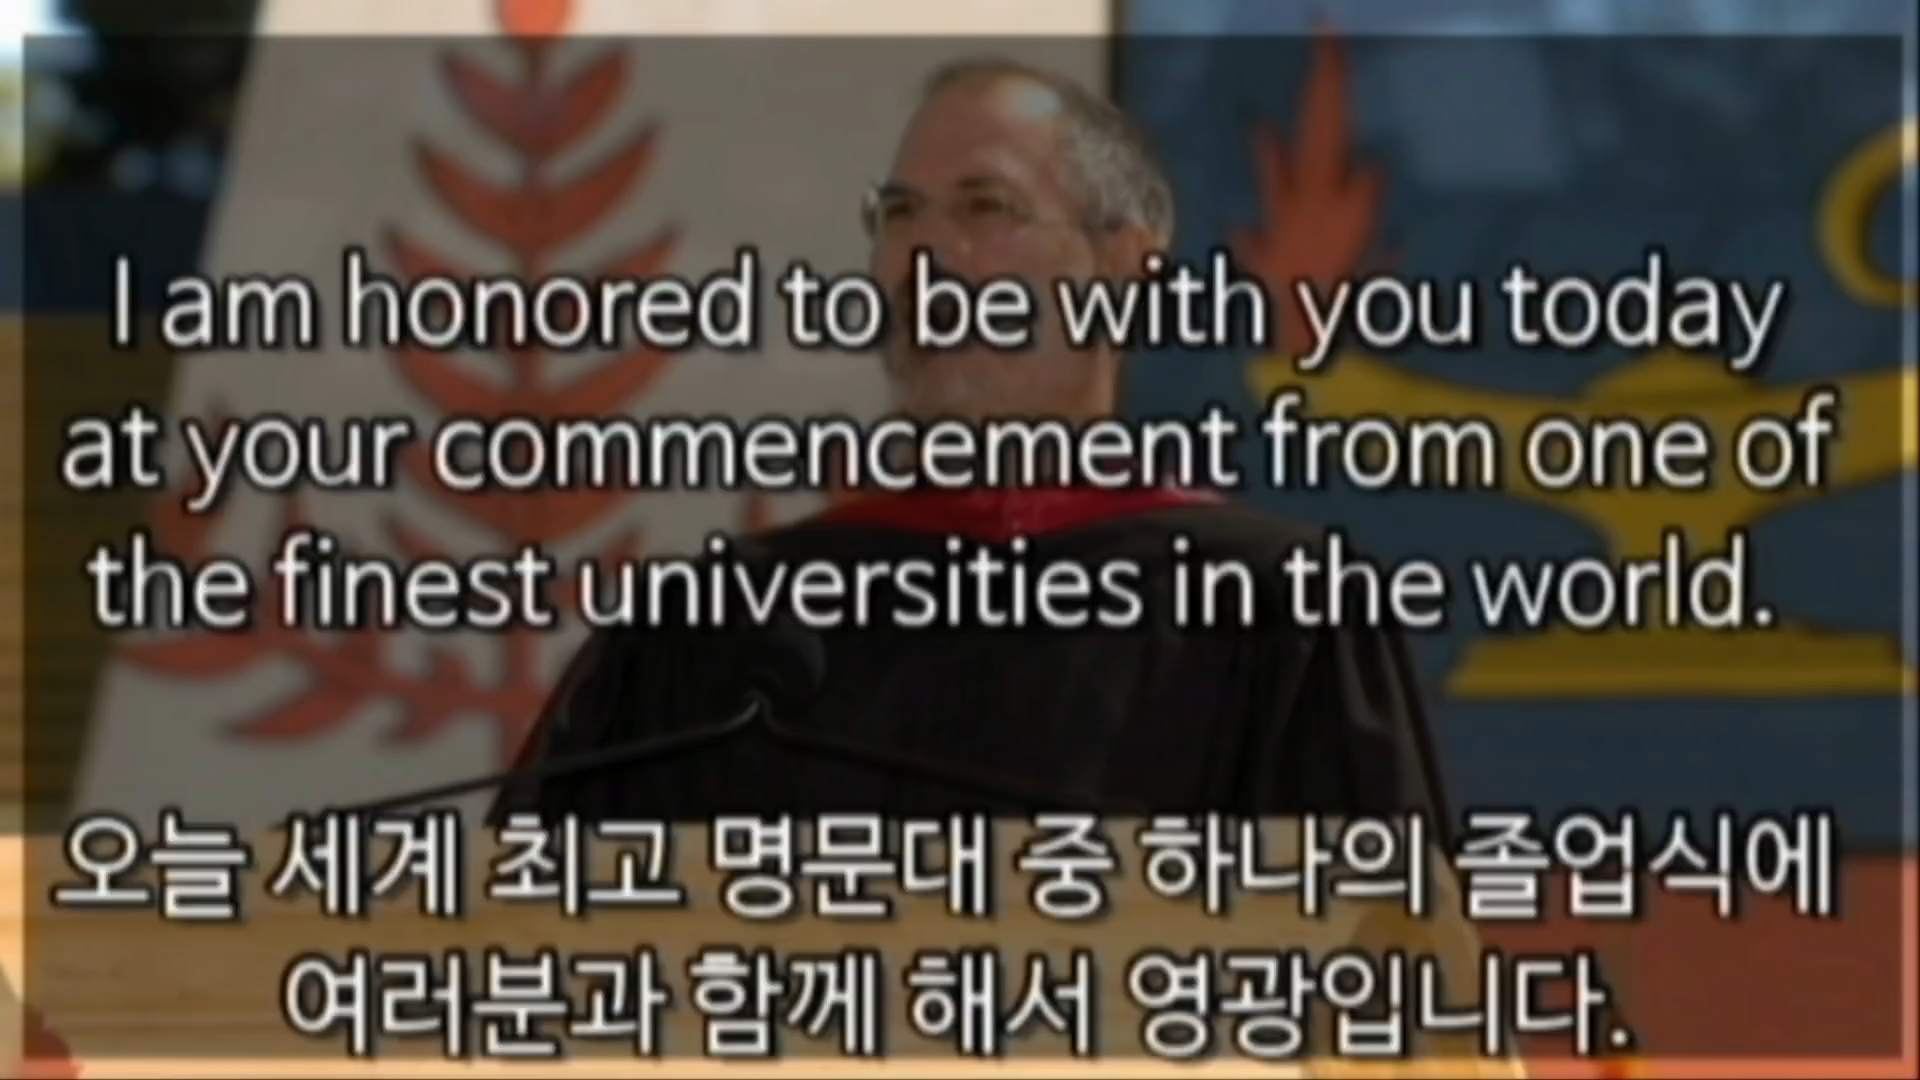 I am honored to be with you today
at your commencement from one of
the finest universities in the world.
오늘 세계 최고 명문대 중 하나의 졸업식에
여러분과 함께 해서 영광입니다.